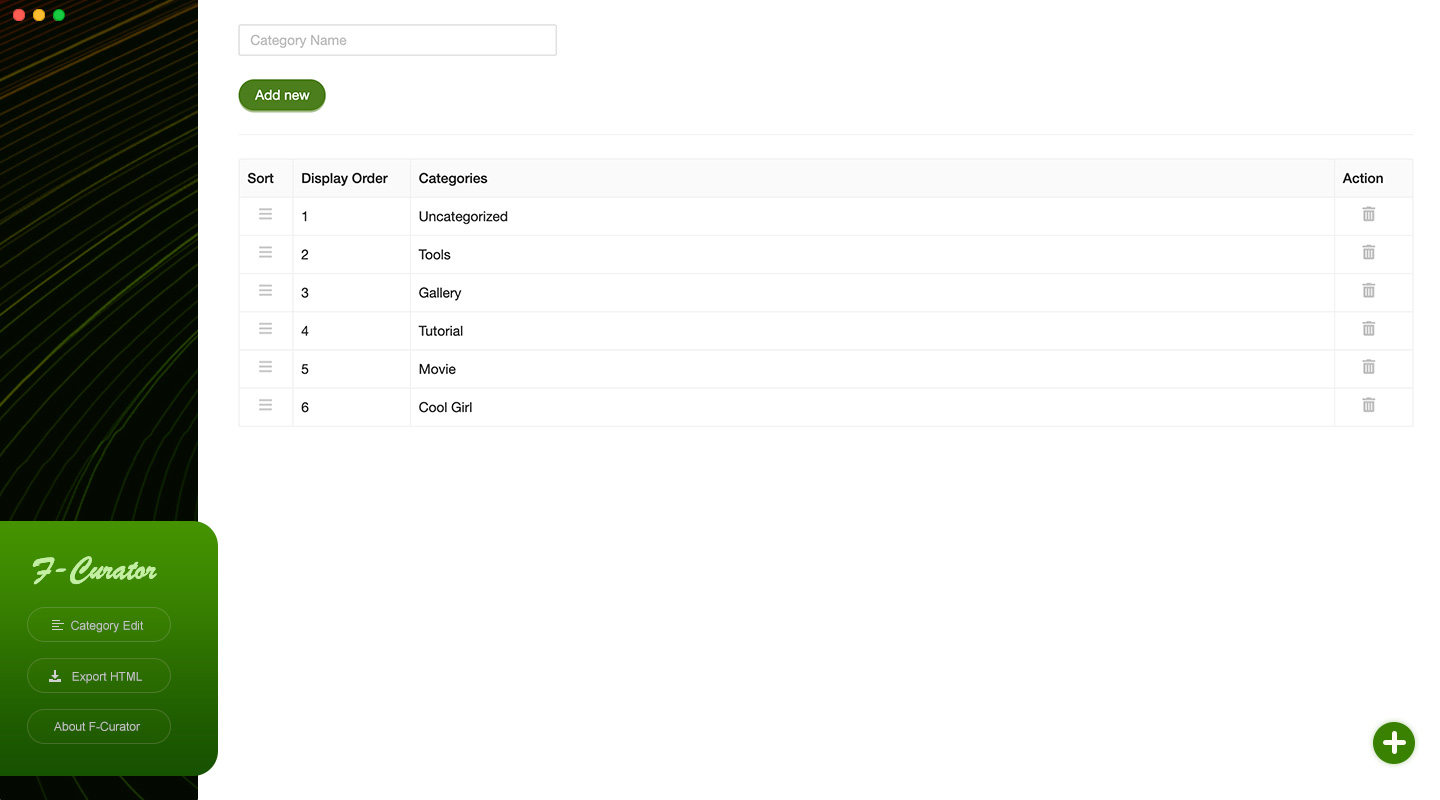 Category Name
Add new
Sort Display Order Categories Action
1 Uncategorized
2 Tools
3 Gallery
4 Tutorial
5 Movie
6 Cool Girl
F-Curator
Category Edit
Export HTML
About F-Curator